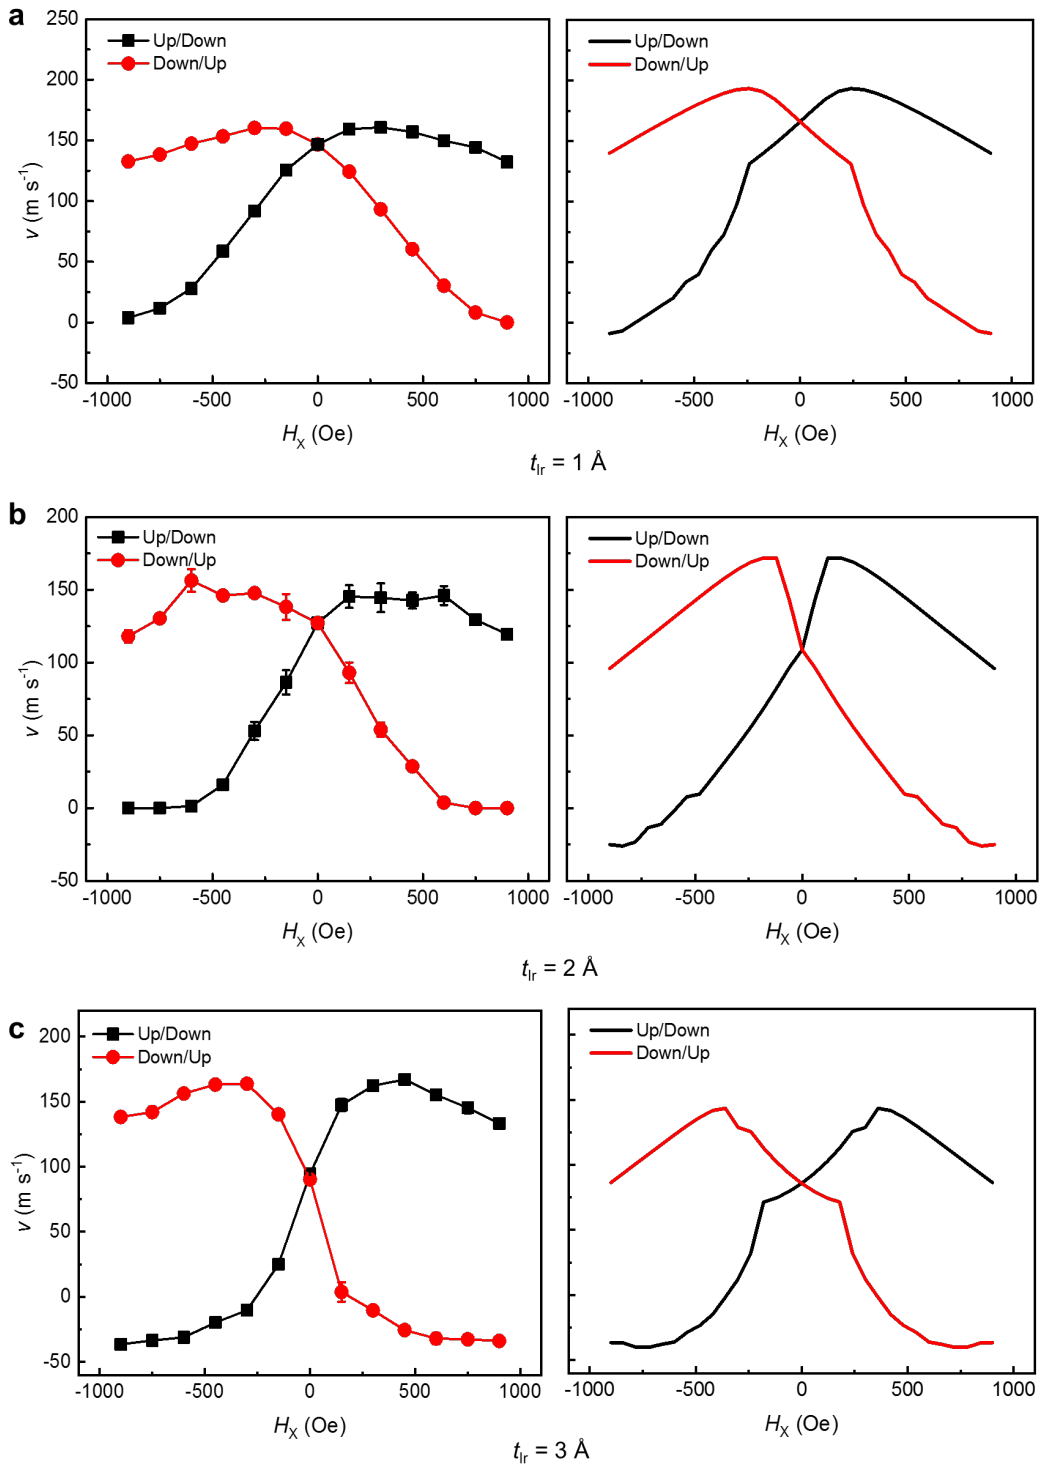 a
250
200
150
100
50
0
-50
v (m s⁻¹)
Up/Down
Down/Up
-1000 -500 0 500 1000
Hₓ (Oe)
Up/Down
Down/Up
-1000 -500 0 500 1000
Hₓ (Oe)
t_Ir = 1 Å
b
200
150
100
50
0
-50
v (m s⁻¹)
Up/Down
Down/Up
-1000 -500 0 500 1000
Hₓ (Oe)
Up/Down
Down/Up
-1000 -500 0 500 1000
Hₓ (Oe)
t_Ir = 2 Å
c
200
150
100
50
0
-50
v (m s⁻¹)
Up/Down
Down/Up
-1000 -500 0 500 1000
Hₓ (Oe)
Up/Down
Down/Up
-1000 -500 0 500 1000
Hₓ (Oe)
t_Ir = 3 Å